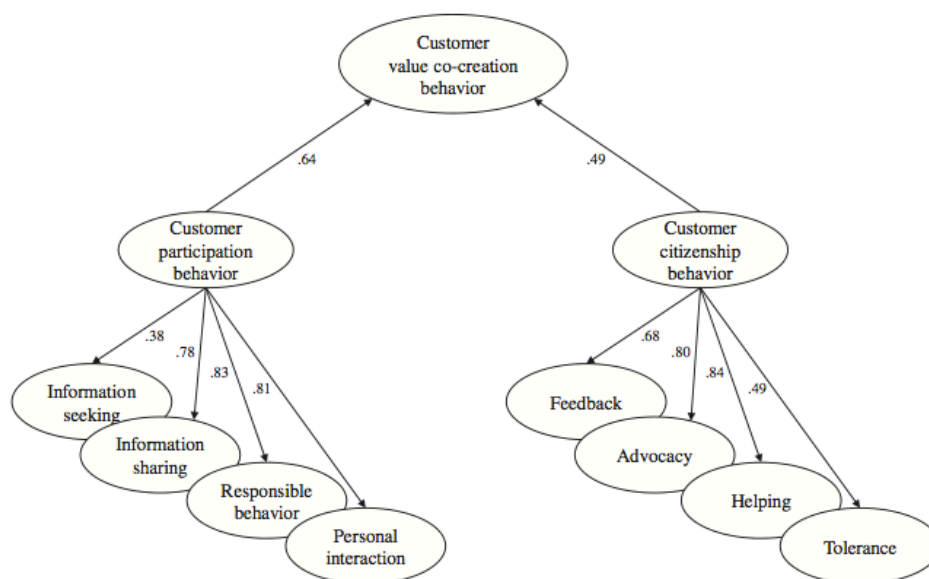 Customer
value co-creation
behavior
.64
.49
Customer
participation
behavior
Customer
citizenship
behavior
.38
.78
.83
.81
.68
.80
.84
.49
Information
seeking
Information
sharing
Responsible
behavior
Personal
interaction
Feedback
Advocacy
Helping
Tolerance